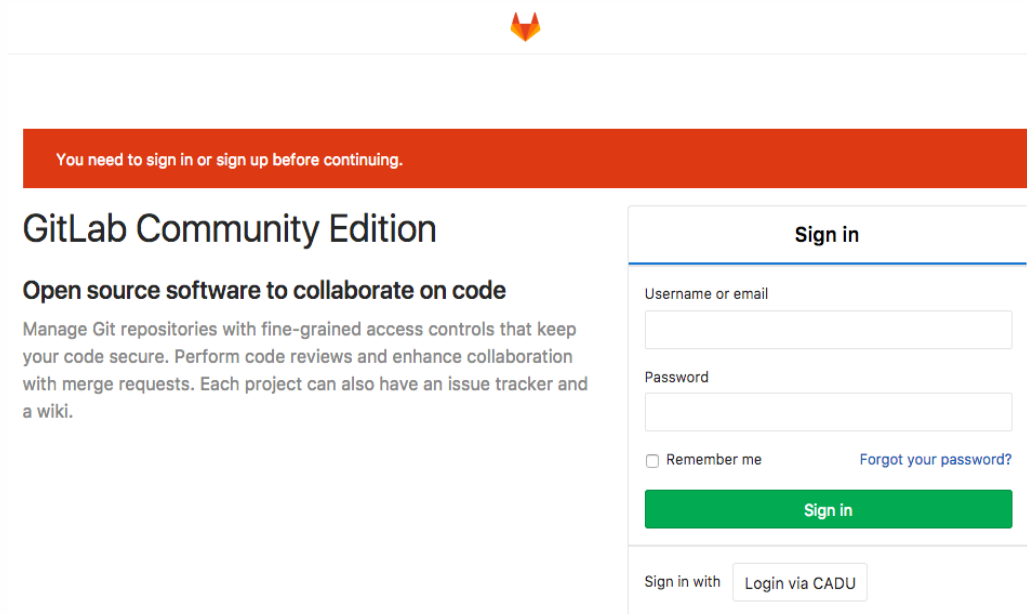 You need to sign in or sign up before continuing.
GitLab Community Edition
Open source software to collaborate on code
Manage Git repositories with fine-grained access controls that keep
your code secure. Perform code reviews and enhance collaboration
with merge requests. Each project can also have an issue tracker and
a wiki.
Sign in
Username or email
Password
Remember me
Forgot your password?
Sign in
Sign in with
Login via CADU